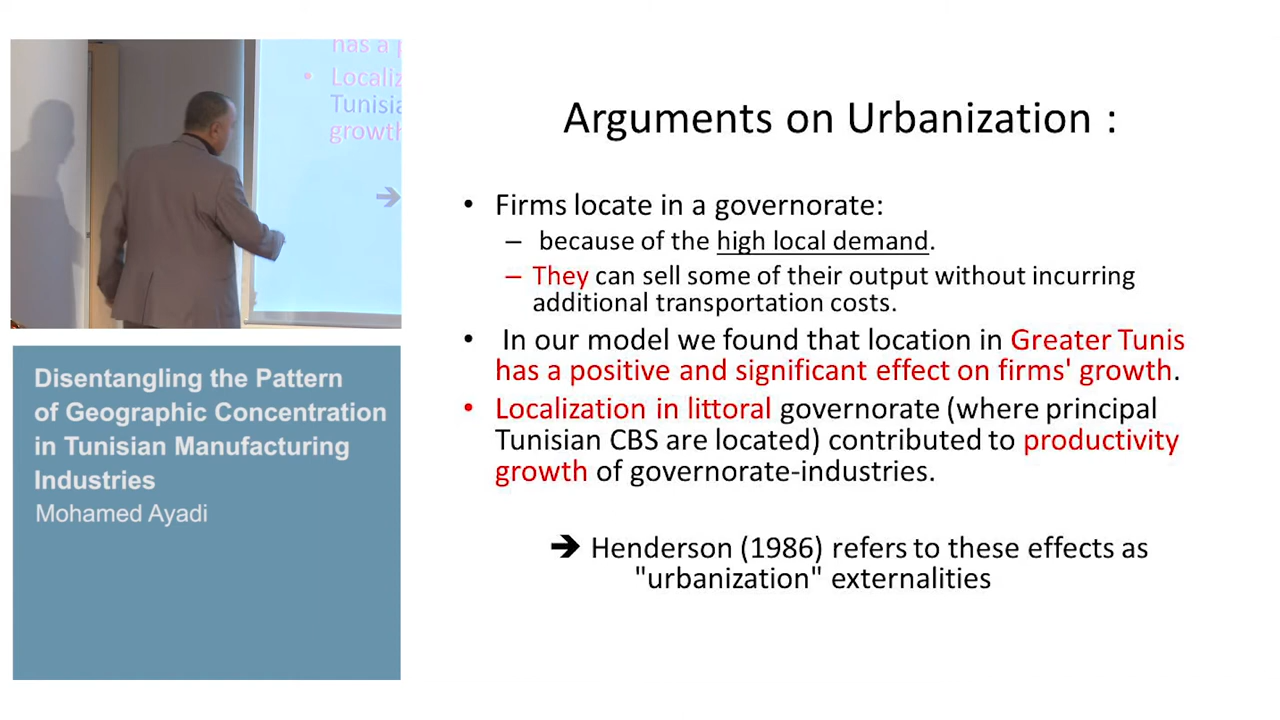 has a
Localiz
Tunisia
growth
➔
Disentangling the Pattern
of Geographic Concentration
in Tunisian Manufacturing
Industries
Mohamed Ayadi
Arguments on Urbanization :
• Firms locate in a governorate:
– because of the high local demand.
– They can sell some of their output without incurring
additional transportation costs.
• In our model we found that location in Greater Tunis
has a positive and significant effect on firms' growth.
• Localization in littoral governorate (where principal
Tunisian CBS are located) contributed to productivity
growth of governorate-industries.
➔ Henderson (1986) refers to these effects as
"urbanization" externalities